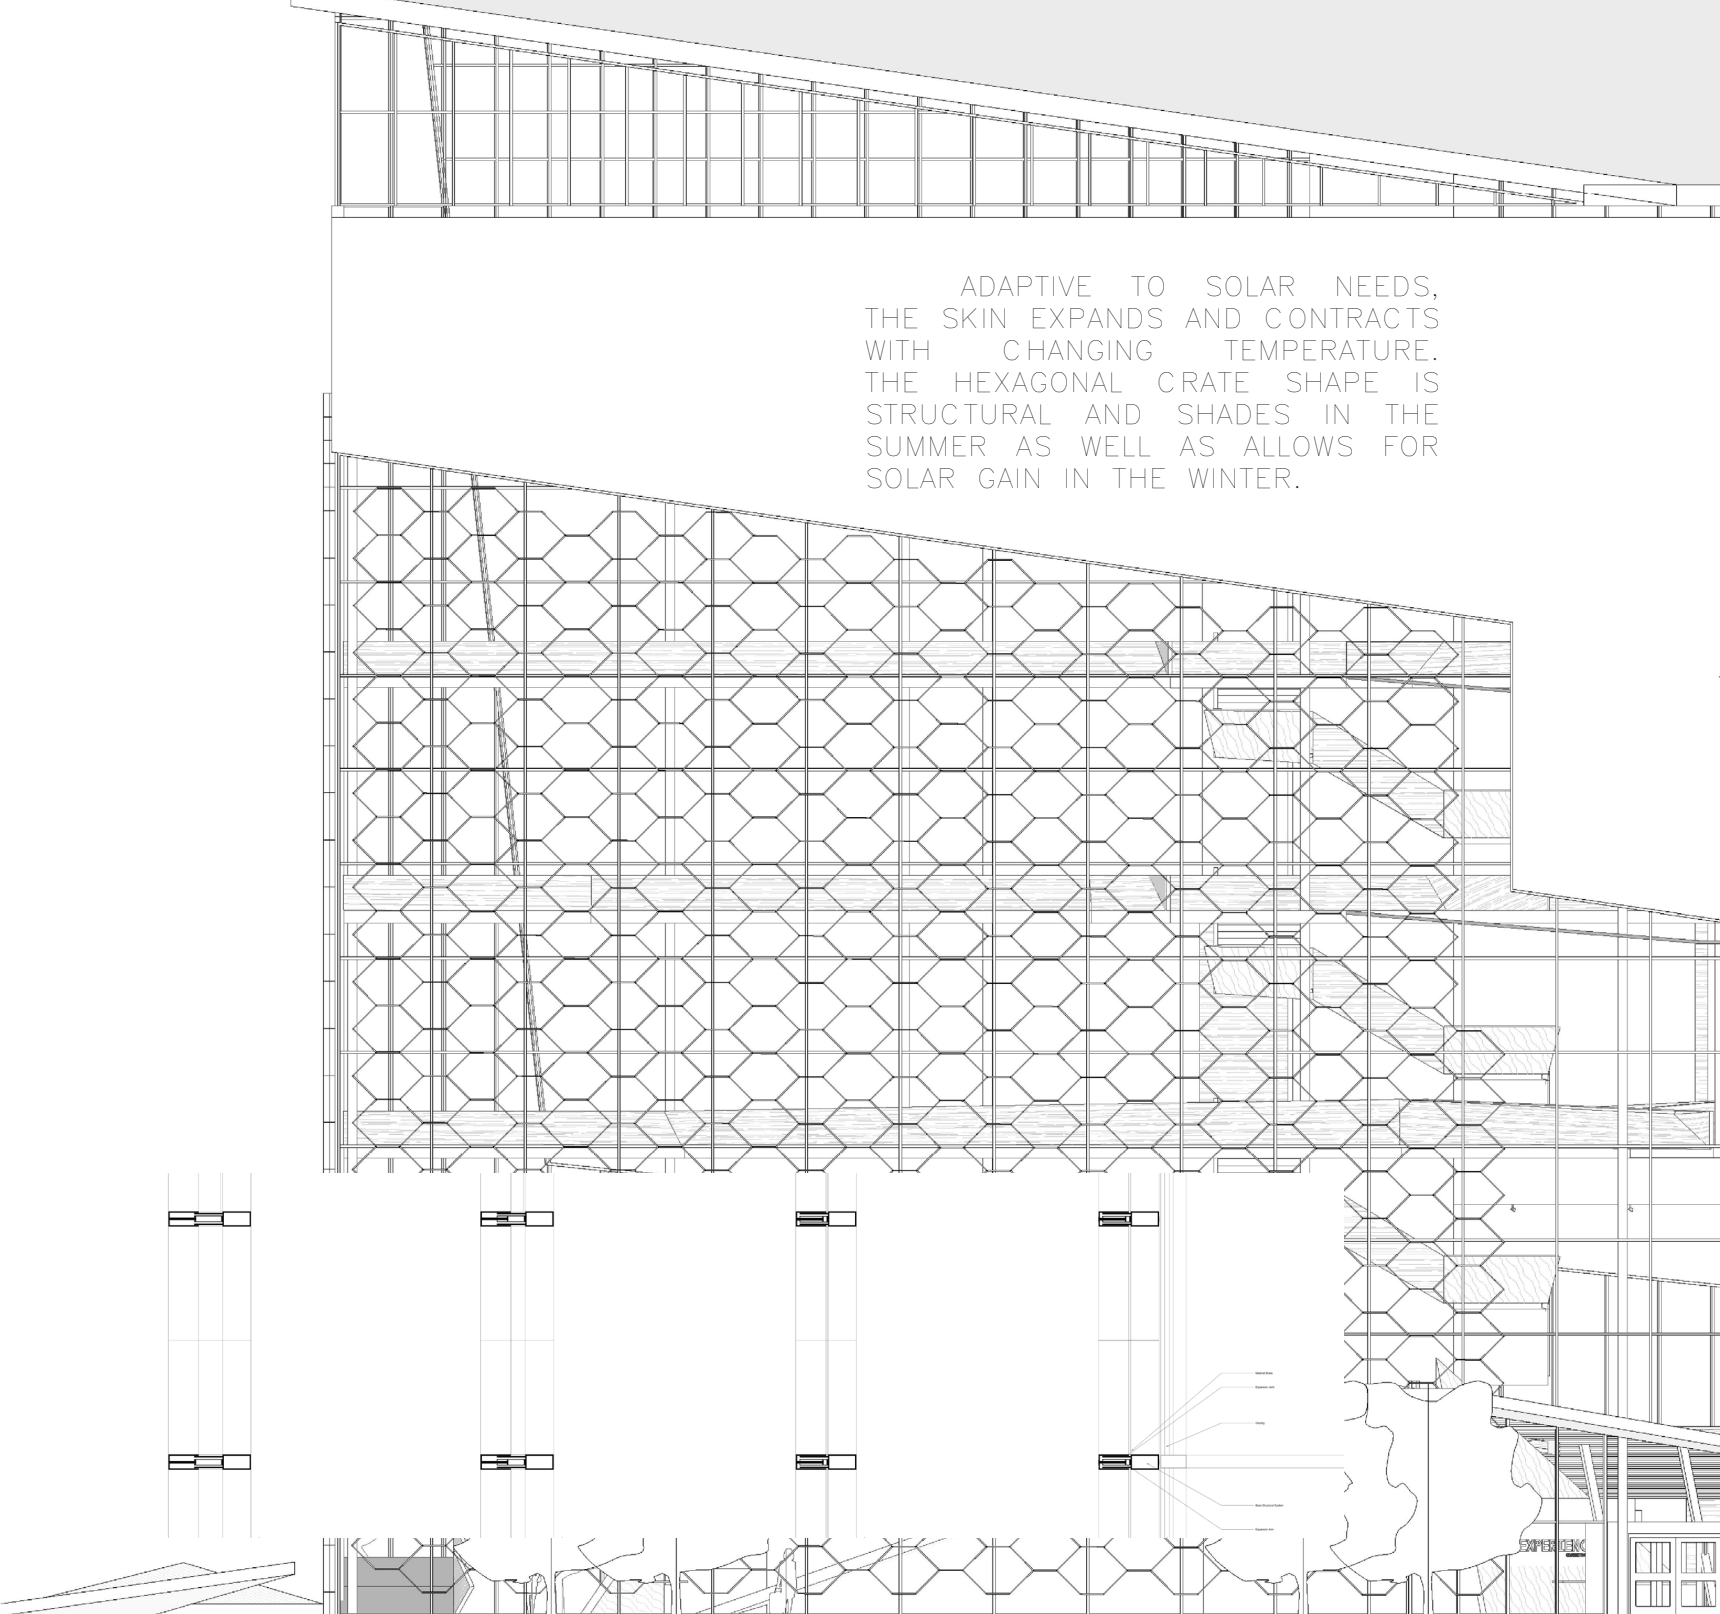 ADAPTIVE TO SOLAR NEEDS,
THE SKIN EXPANDS AND CONTRACTS
WITH CHANGING TEMPERATURE.
THE HEXAGONAL CRATE SHAPE IS
STRUCTURAL AND SHADES IN THE
SUMMER AS WELL AS ALLOWS FOR
SOLAR GAIN IN THE WINTER.